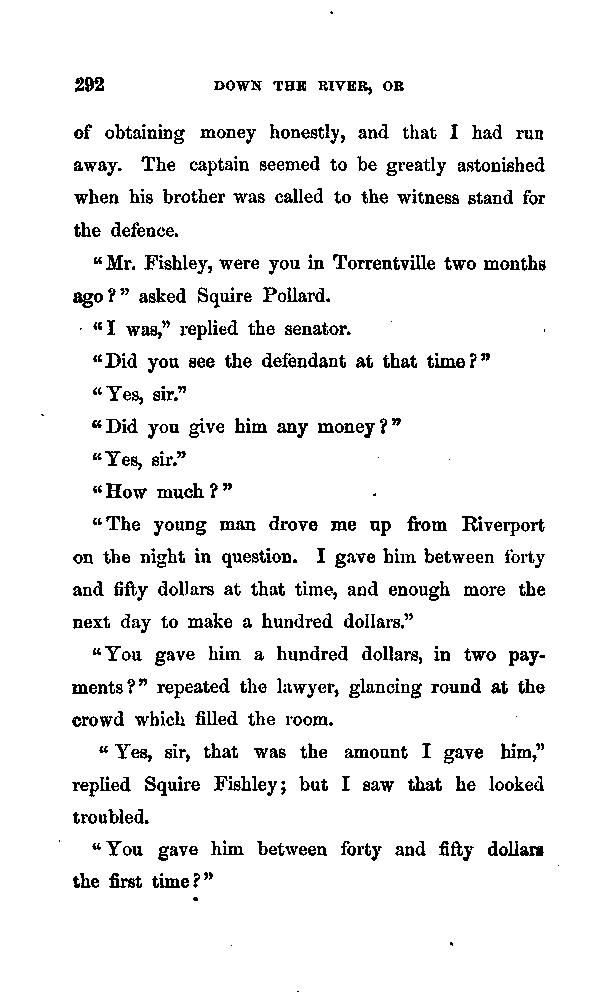 292 DOWN THE RIVER, OR
of obtaining money honestly, and that I had run
away. The captain seemed to be greatly astonished
when his brother was called to the witness stand for
the defence.
"Mr. Fishley, were you in Torrentville two months
ago?" asked Squire Pollard.
"I was," replied the senator.
"Did you see the defendant at that time?"
"Yes, sir."
"Did you give him any money?"
"Yes, sir."
"How much?"
"The young man drove me up from Riverport
on the night in question. I gave him between forty
and fifty dollars at that time, and enough more the
next day to make a hundred dollars."
"You gave him a hundred dollars, in two pay-
ments?" repeated the lawyer, glancing round at the
crowd which filled the room.
"Yes, sir, that was the amount I gave him,"
replied Squire Fishley; but I saw that he looked
troubled.
"You gave him between forty and fifty dollars
the first time?"